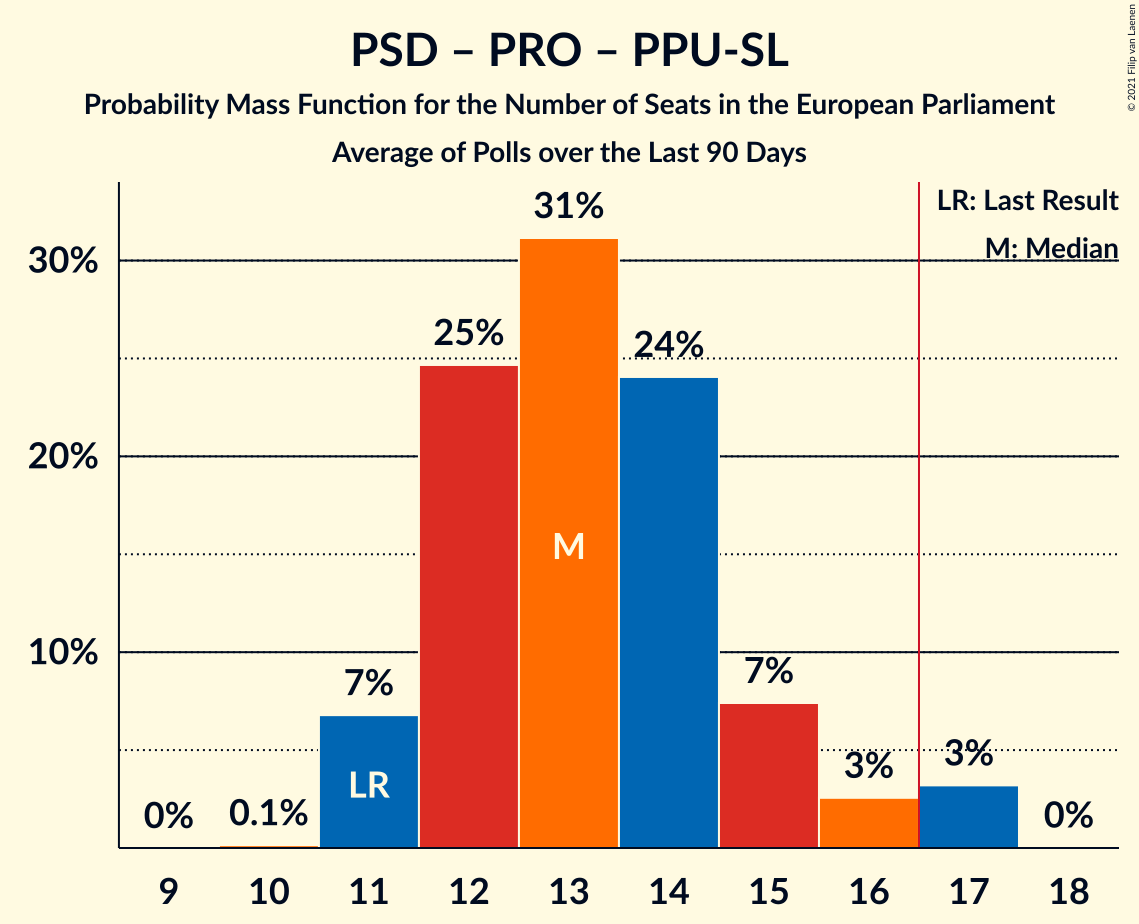 PSD – PRO – PPU-SL
Probability Mass Function for the Number of Seats in the European Parliament
Average of Polls over the Last 90 Days
© 2021 Filip van Laenen
LR: Last Result
M: Median
30%
20%
10%
0%
0.1%
7%
25%
31%
24%
7%
3%
3%
0%
LR
M
9 10 11 12 13 14 15 16 17 18